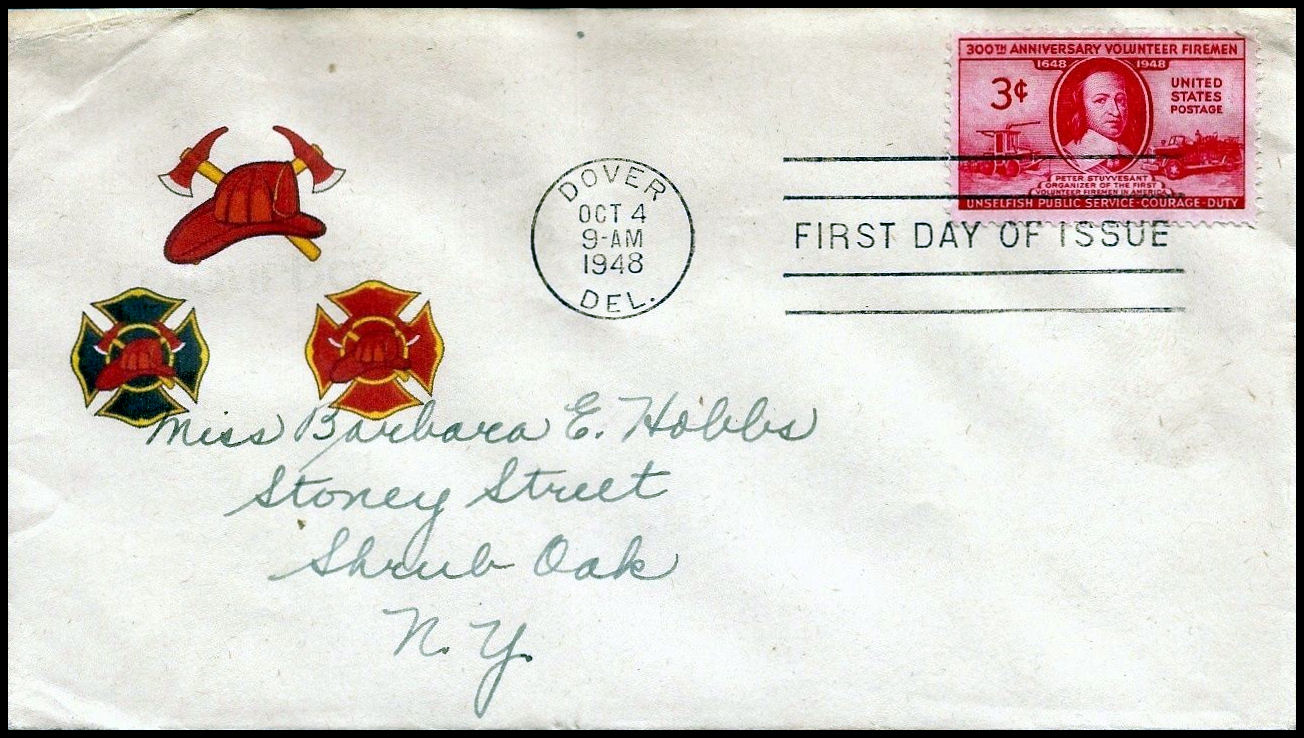 300TH ANNIVERSARY VOLUNTEER FIREMEN
1648 1948
3¢
UNITED
STATES
POSTAGE
PETER STUYVESANT
ORGANIZER OF THE FIRST
VOLUNTEER FIREMEN IN AMERICA
UNSELFISH PUBLIC SERVICE-COURAGE-DUTY
DOVER
OCT 4
9-AM
1948
DEL.
FIRST DAY OF ISSUE
Miss Barbara E. Hobbs
Stoney Street
Shrub Oak
N. Y.